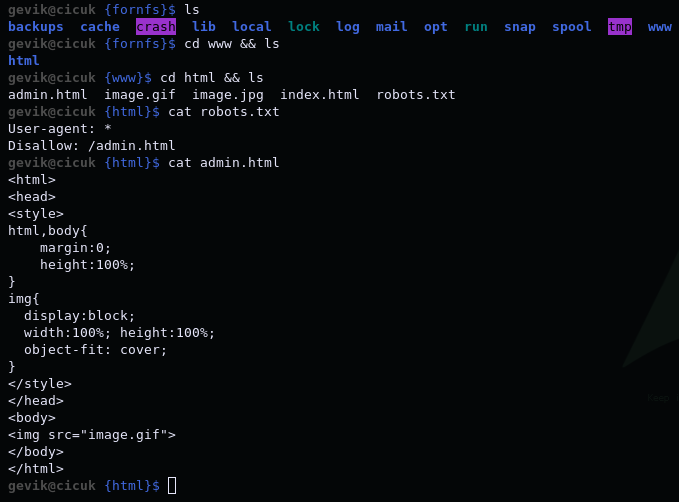 gevik@cicuk {fornfs}$ ls
backups  cache  crash  lib  local  lock  log  mail  opt  run  snap  spool  tmp  www
gevik@cicuk {fornfs}$ cd www && ls
html
gevik@cicuk {www}$ cd html && ls
admin.html  image.gif  image.jpg  index.html  robots.txt
gevik@cicuk {html}$ cat robots.txt
User-agent: *
Disallow: /admin.html
gevik@cicuk {html}$ cat admin.html
<html>
<head>
<style>
html,body{
    margin:0;
    height:100%;
}
img{
  display:block;
  width:100%; height:100%;
  object-fit: cover;
}
</style>
</head>
<body>
<img src="image.gif">
</body>
</html>
gevik@cicuk {html}$